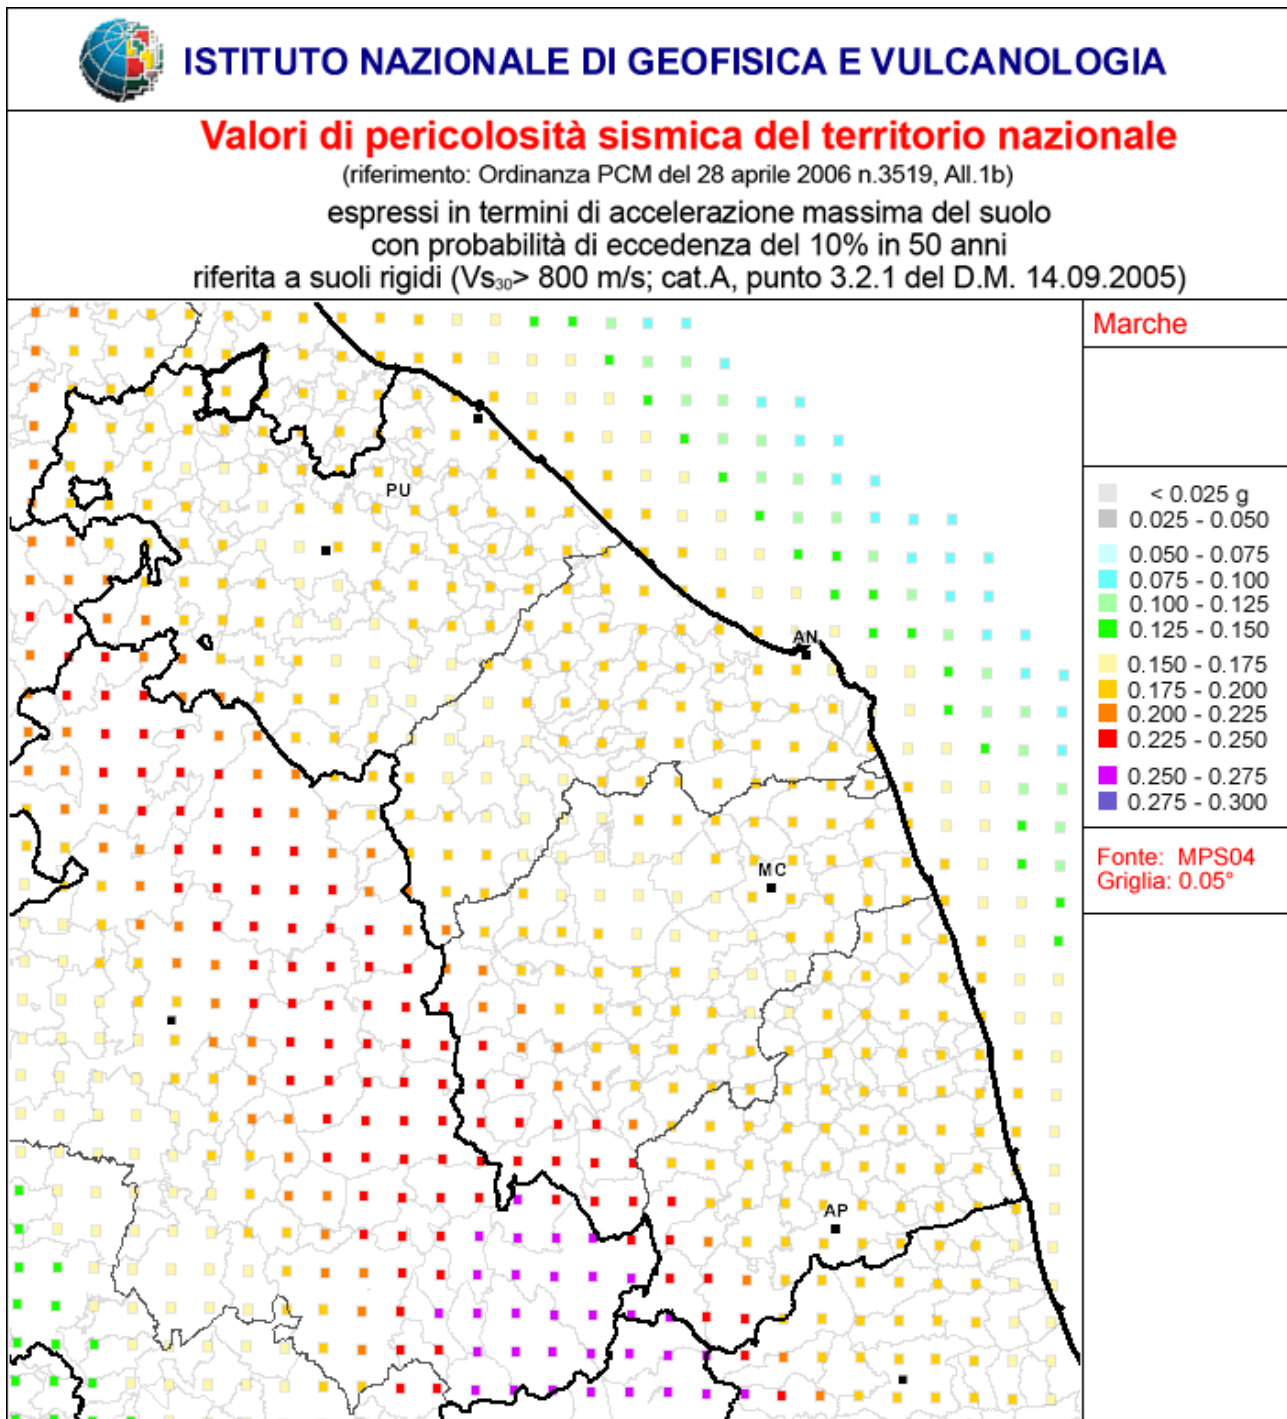 ISTITUTO NAZIONALE DI GEOFISICA E VULCANOLOGIA
Valori di pericolosità sismica del territorio nazionale
(riferimento: Ordinanza PCM del 28 aprile 2006 n.3519, All.1b)
espressi in termini di accelerazione massima del suolo
con probabilità di eccedenza del 10% in 50 anni
riferita a suoli rigidi (Vs30> 800 m/s; cat.A, punto 3.2.1 del D.M. 14.09.2005)
Marche
< 0.025 g
0.025 - 0.050
0.050 - 0.075
0.075 - 0.100
0.100 - 0.125
0.125 - 0.150
0.150 - 0.175
0.175 - 0.200
0.200 - 0.225
0.225 - 0.250
0.250 - 0.275
0.275 - 0.300
Fonte: MPS04
Griglia: 0.05°
PU
AN
MC
AP